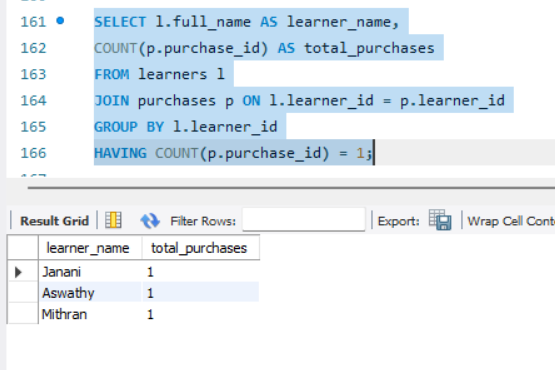 161 SELECT l.full_name AS learner_name,
162 COUNT(p.purchase_id) AS total_purchases
163 FROM learners l
164 JOIN purchases p ON l.learner_id = p.learner_id
165 GROUP BY l.learner_id
166 HAVING COUNT(p.purchase_id) = 1;
Result Grid Filter Rows: Export: Wrap Cell Conte
learner_name total_purchases
Janani 1
Aswathy 1
Mithran 1